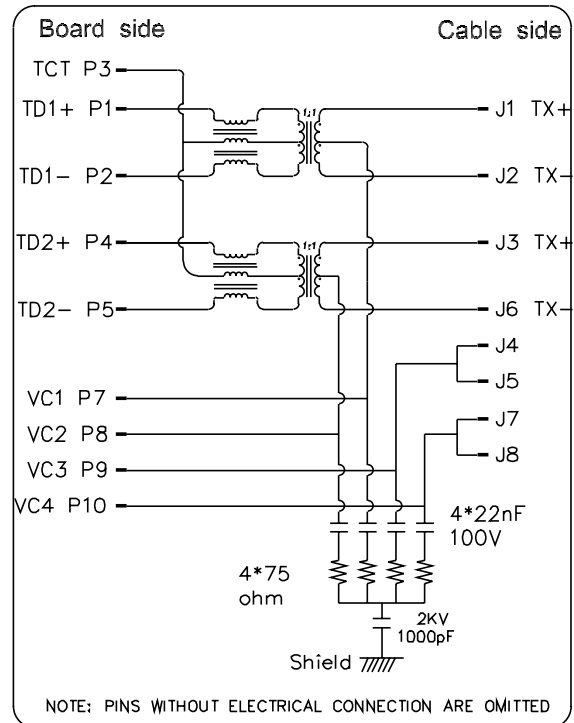 Board side
Cable side
TCT P3
TD1+ P1
1:1
J1 TX+
TD1- P2
J2 TX-
TD2+ P4
1:1
J3 TX+
TD2- P5
J6 TX-
J4
J5
VC1 P7
J7
VC2 P8
J8
VC3 P9
VC4 P10
4*22nF
100V
4*75
ohm
2KV
1000pF
Shield
NOTE: PINS WITHOUT ELECTRICAL CONNECTION ARE OMITTED